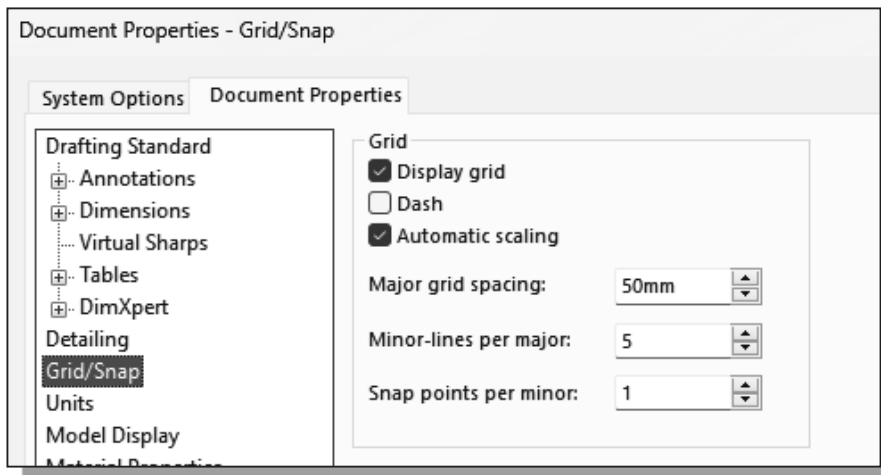 Document Properties - Grid/Snap
System Options
Document Properties
Drafting Standard
Annotations
Dimensions
Virtual Sharps
Tables
DimXpert
Detailing
Grid/Snap
Units
Model Display
Material Properties
Grid
Display grid
Dash
Automatic scaling
Major grid spacing: 50mm
Minor-lines per major: 5
Snap points per minor: 1